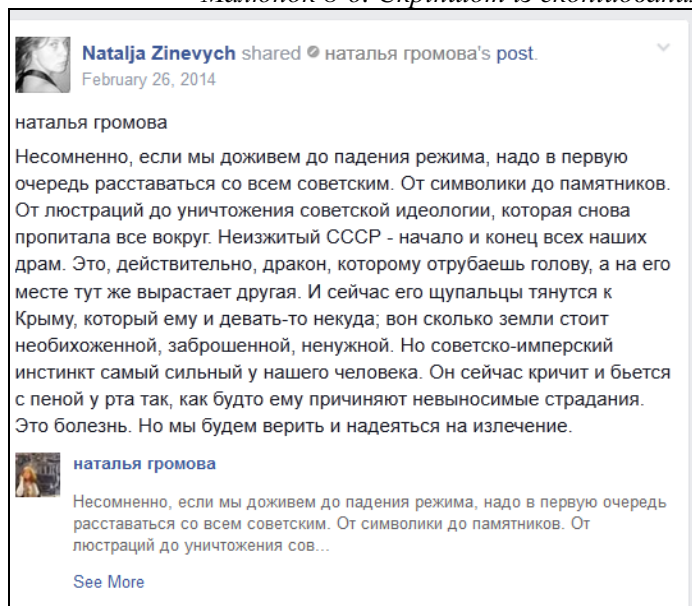 Natalja Zinevych shared наталья громова's post.
February 26, 2014
наталья громова
Несомненно, если мы доживем до падения режима, надо в первую
очередь расставаться со всем советским. От символики до памятников.
От люстраций до уничтожения советской идеологии, которая снова
пропитала все вокруг. Неизжитый СССР - начало и конец всех наших
драм. Это, действительно, дракон, которому отрубаешь голову, а на его
месте тут же вырастает другая. И сейчас его щупальцы тянутся к
Крыму, который ему и девать-то некуда; вон сколько земли стоит
необихоженной, заброшенной, ненужной. Но советско-имперский
инстинкт самый сильный у нашего человека. Он сейчас кричит и бьется
с пеной у рта так, как будто ему причиняют невыносимые страдания.
Это болезнь. Но мы будем верить и надеяться на излечение.
наталья громова
Несомненно, если мы доживем до падения режима, надо в первую очередь
расставаться со всем советским. От символики до памятников. От
люстраций до уничтожения сов...
See More